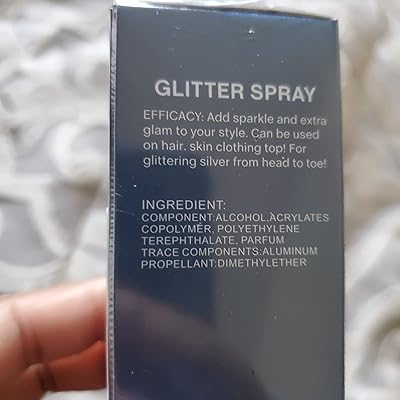 GLITTER SPRAY
EFFICACY: Add sparkle and extra
glam to your style. Can be used
on hair. skin clothing top! For
glittering silver from head to toe!
INGREDIENT:
COMPONENT:ALCOHOL,ACRYLATES
COPOLYMER, POLYETHYLENE
TEREPHTHALATE, PARFUM
TRACE COMPONENTS:ALUMINUM
PROPELLANT:DIMETHYLETHER